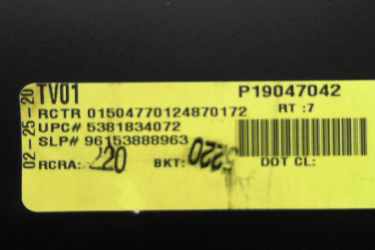 TV01 P19047042
RCTR 01504770124870172 RT :7
UPC# 5381834072
SLP# 96153888963
RCRA: 220 BKT: 5220 DOT CL:
02-25-20